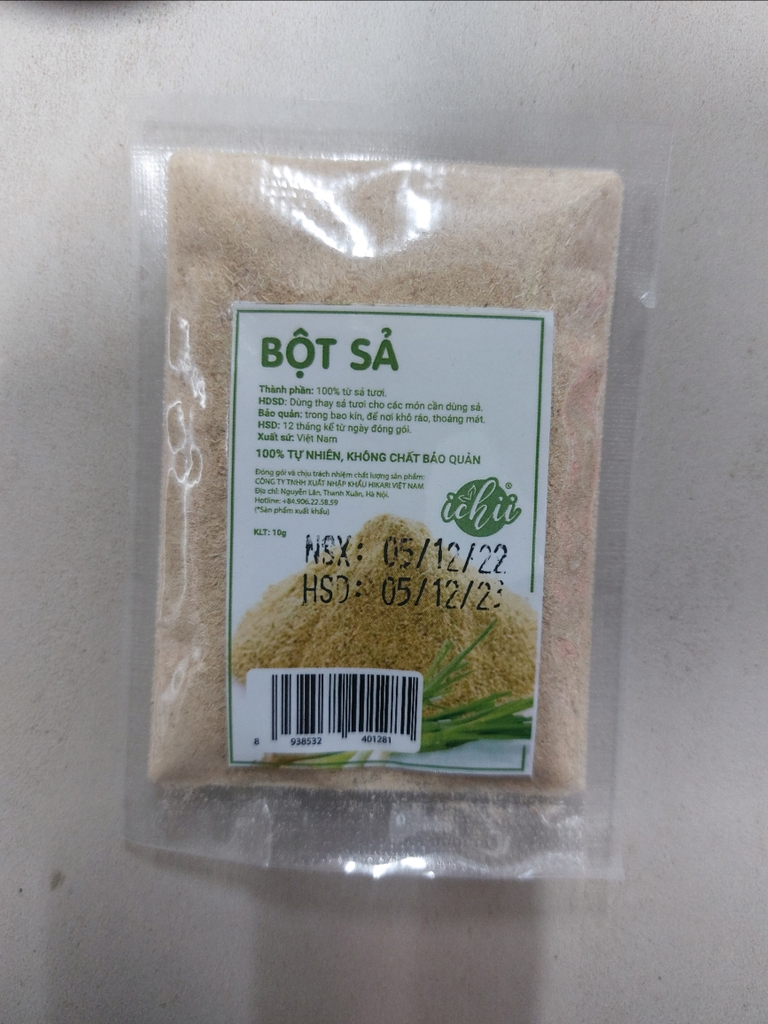 BỘT SẢ
Thành phần: 100% từ sả tươi.
HDSD: Dùng thay sả tươi cho các món cần dùng sả.
Bảo quản: trong bao kín, để nơi khô ráo, thoáng mát.
HSD: 12 tháng kể từ ngày đóng gói.
Xuất sứ: Việt Nam
100% TỰ NHIÊN, KHÔNG CHẤT BẢO QUẢN
Đóng gói và chịu trách nhiệm chất lượng sản phẩm:
CÔNG TY TNHH XUẤT NHẬP KHẨU HIKARI VIỆT NAM
Địa chỉ: Nguyễn Lân, Thanh Xuân, Hà Nội.
Hotline: +84.906.22.58.59
(*Sản phẩm xuất khẩu)
ichii®
KLT: 10g
NSX: 05/12/22
HSD: 05/12/23
8 938532 401281